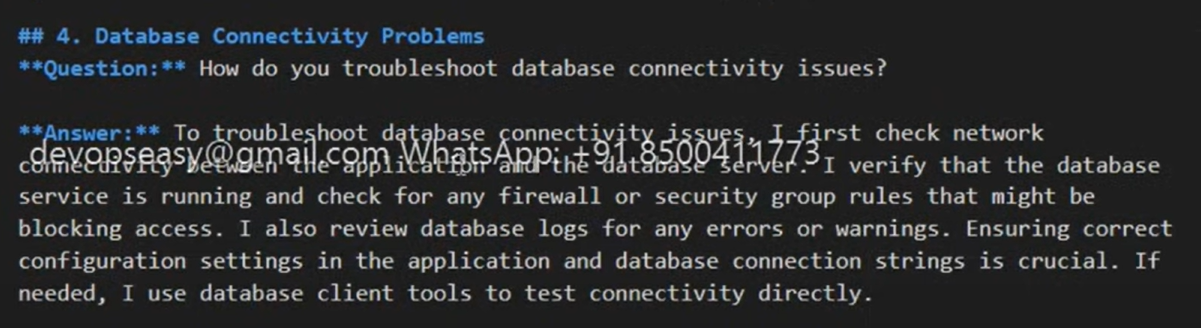 ## 4. Database Connectivity Problems
**Question:** How do you troubleshoot database connectivity issues?
**Answer:** To troubleshoot database connectivity issues, I first check network
devopseasy@gmail.com WhatsApp: +91 8500411773
connectivity between the application and the database server. I verify that the database
service is running and check for any firewall or security group rules that might be
blocking access. I also review database logs for any errors or warnings. Ensuring correct
configuration settings in the application and database connection strings is crucial. If
needed, I use database client tools to test connectivity directly.